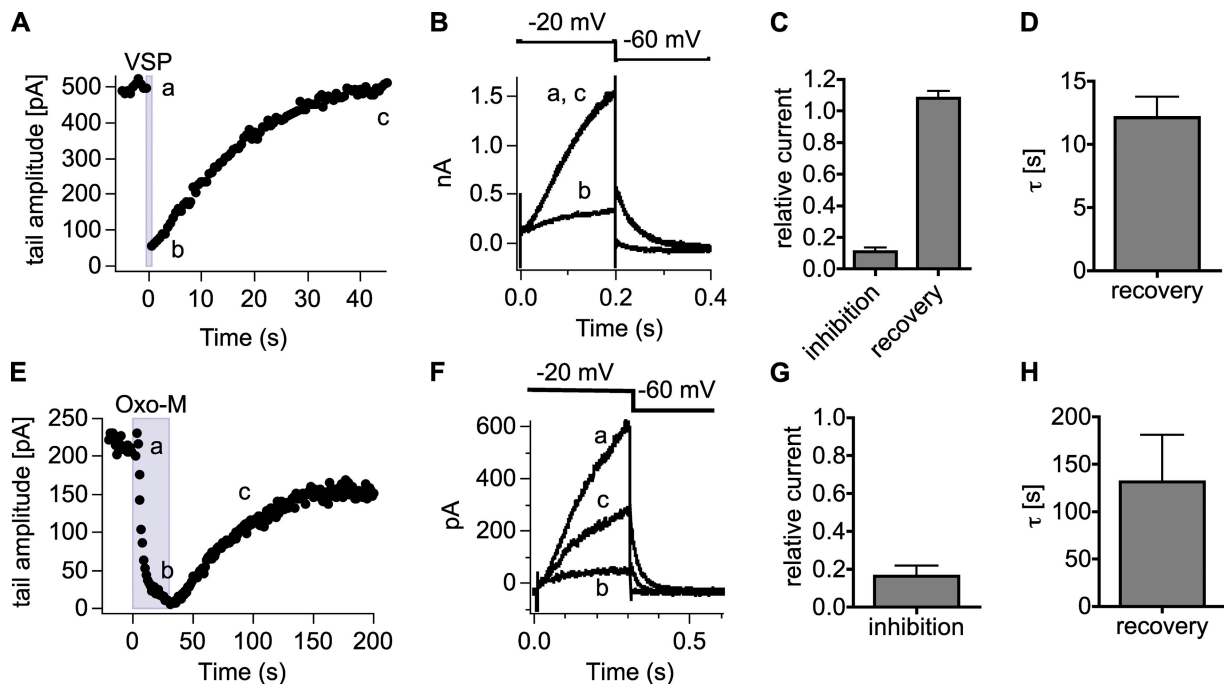 A
VSP
tail amplitude [pA]
500
400
300
200
100
0
a
b
c
0 10 20 30 40
Time (s)
B
-20 mV
-60 mV
nA
1.5
1.0
0.5
0.0
a, c
b
0.0 0.2 0.4
Time (s)
C
relative current
1.2
1.0
0.8
0.6
0.4
0.2
0.0
inhibition
recovery
D
τ [s]
15
10
5
0
recovery
E
Oxo-M
tail amplitude [pA]
250
200
150
100
50
0
a
b
c
0 50 100 150 200
Time (s)
F
-20 mV
-60 mV
pA
600
400
200
0
a
c
b
0.0 0.5
Time (s)
G
relative current
1.0
0.8
0.6
0.4
0.2
0.0
inhibition
H
τ [s]
200
150
100
50
0
recovery